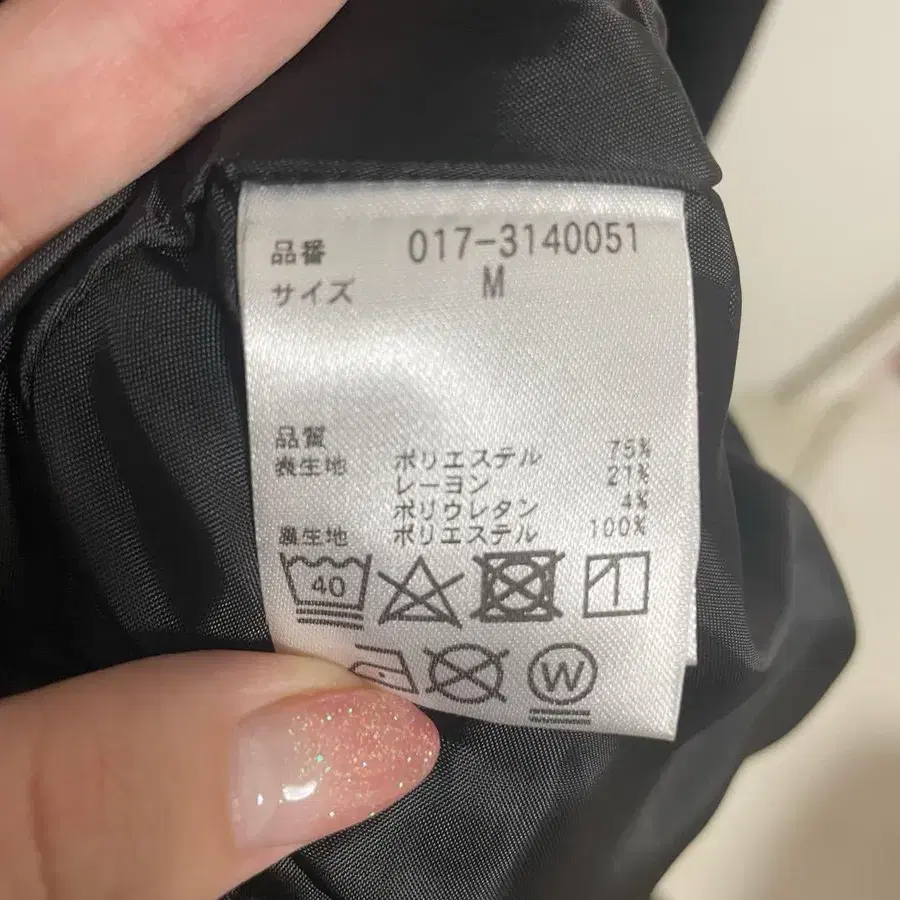 品番 017-3140051
サイズ M
品質
表生地 ポリエステル 75%
レーヨン 21%
ポリウレタン 4%
裏生地 ポリエステル 100%
40
W